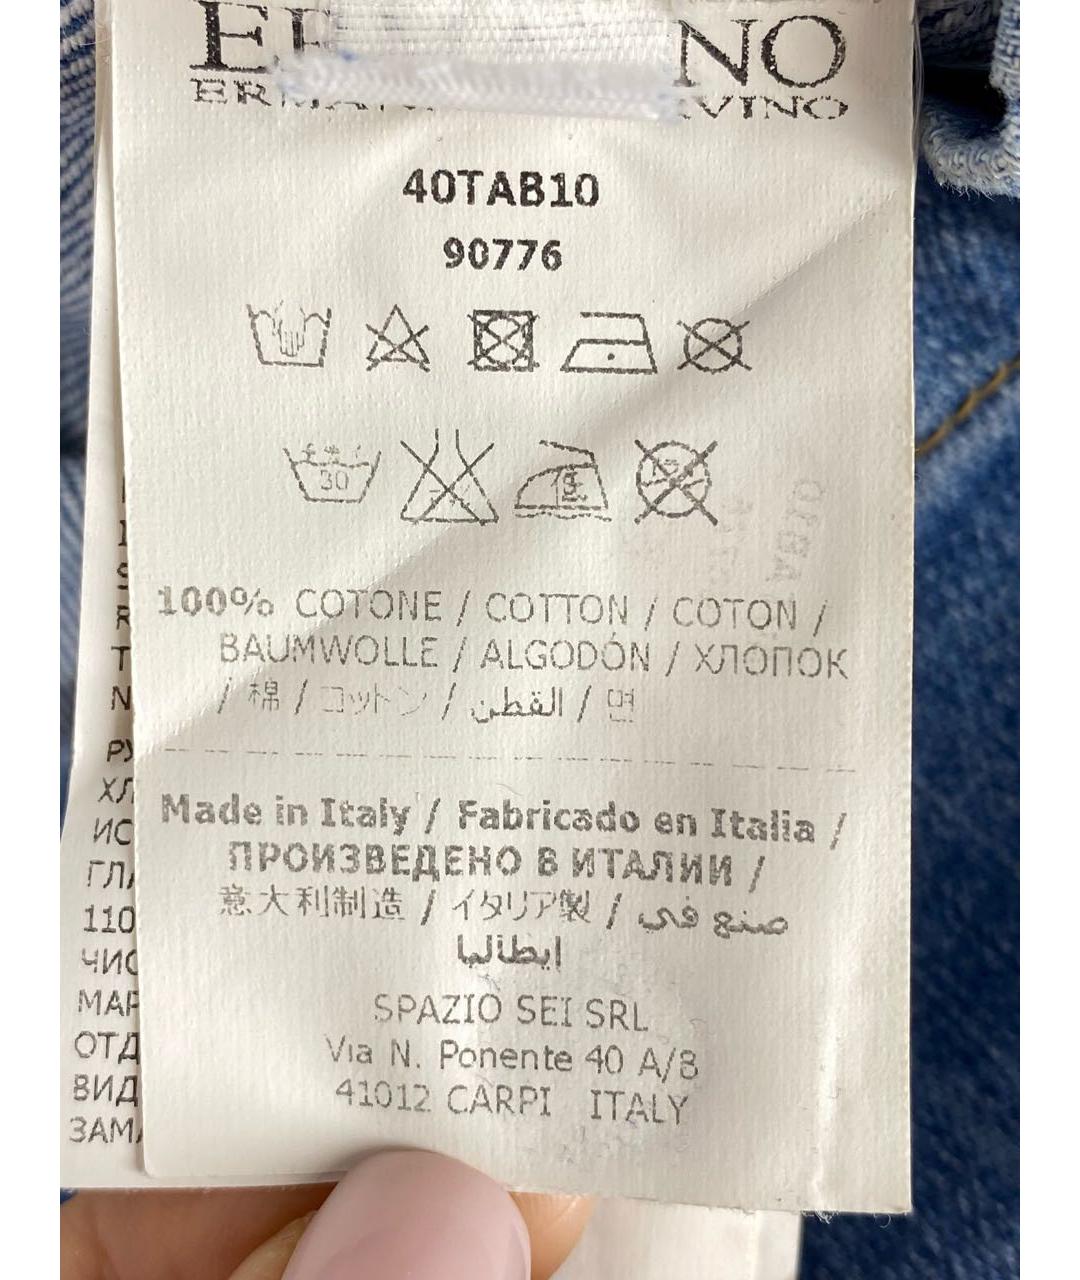 40TAB10
90776
30
低
100% COTONE / COTTON / COTON /
BAUMWOLLE / ALGODÓN / ХЛОПОК
/ 棉 / コットン / القطن / 면
Made in Italy / Fabricado en Italia /
ПРОИЗВЕДЕНО В ИТАЛИИ /
意大利制造 / イタリア製 / صنع في
ايطاليا
SPAZIO SEI SRL
Via N. Ponente 40 A/B
41012 CARPI ITALY
110